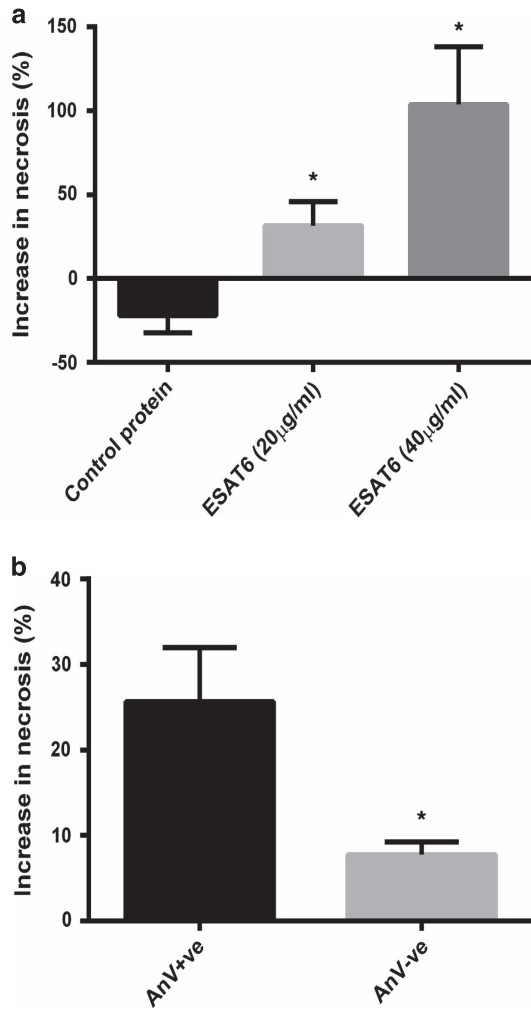 a
Increase in necrosis (%)
150
100
50
0
-50
*
*
Control protein
ESAT6 (20µg/ml)
ESAT6 (40µg/ml)
b
Increase in necrosis (%)
40
30
20
10
0
*
AnV+ve
AnV-ve